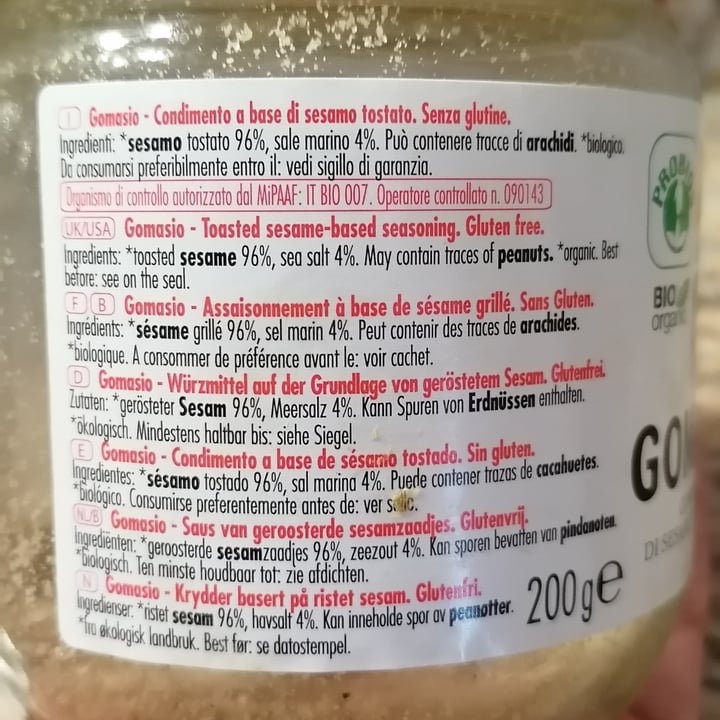 I Gomasio - Condimento a base di sesamo tostato. Senza glutine.
Ingredienti: *sesamo tostato 96%, sale marino 4%. Può contenere tracce di arachidi. *biologico.
Da consumarsi preferibilmente entro il: vedi sigillo di garanzia.
Organismo di controllo autorizzato dal MiPAAF: IT BIO 007. Operatore controllato n. 090143
UK/USA Gomasio - Toasted sesame-based seasoning. Gluten free.
Ingredients: *toasted sesame 96%, sea salt 4%. May contain traces of peanuts. *organic. Best
before: see on the seal.
F B Gomasio - Assaisonnement à base de sésame grillé. Sans Gluten.
Ingrédients: *sésame grillé 96%, sel marin 4%. Peut contenir des traces de arachides.
*biologique. A consommer de préférence avant le: voir cachet.
D Gomasio - Würzmittel auf der Grundlage von geröstetem Sesam. Glutenfrei.
Zutaten: *gerösteter Sesam 96%, Meersalz 4%. Kann Spuren von Erdnüssen enthalten.
*ökologisch. Mindestens haltbar bis: siehe Siegel.
E Gomasio - Condimento a base de sésamo tostado. Sin gluten.
Ingredientes: *sésamo tostado 96%, sal marina 4%. Puede contener trazas de cacahuetes.
*biológico. Consumirse preferentemente antes de: ver
NL/B Gomasio - Saus van geroosterde sesamzaadjes. Glutenvrij.
Ingrediënten: *geroosterde sesamzaadjes 96%, zeezout 4%. Kan sporen bevatten van pindanoten.
*biologisch. Ten minste houdbaar tot: zie afdichten.
N Gomasio - Krydder basert på ristet sesam. Glutenfri.
Ingredienser: *ristet sesam 96%, havsalt 4%. Kan inneholde spor av peanøtter.
*fra økologisk landbruk. Best før: se datostempel.
200g e
PROBIO
BIO
organic
GO
DI SESA